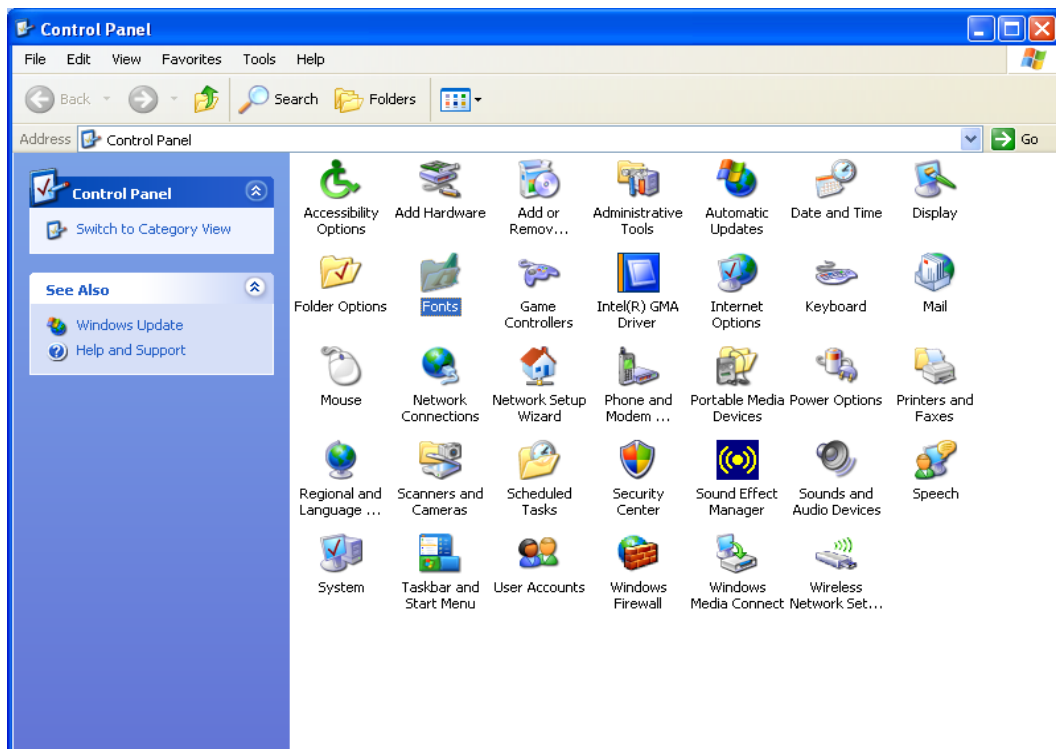 Control Panel
File Edit View Favorites Tools Help
Back Search Folders
Address Control Panel Go
Control Panel
Switch to Category View
See Also
Windows Update
Help and Support
Accessibility Options
Add Hardware
Add or Remov...
Administrative Tools
Automatic Updates
Date and Time
Display
Folder Options
Fonts
Game Controllers
Intel(R) GMA Driver
Internet Options
Keyboard
Mail
Mouse
Network Connections
Network Setup Wizard
Phone and Modem ...
Portable Media Devices
Power Options
Printers and Faxes
Regional and Language ...
Scanners and Cameras
Scheduled Tasks
Security Center
Sound Effect Manager
Sounds and Audio Devices
Speech
System
Taskbar and Start Menu
User Accounts
Windows Firewall
Windows Media Connect
Wireless Network Set...